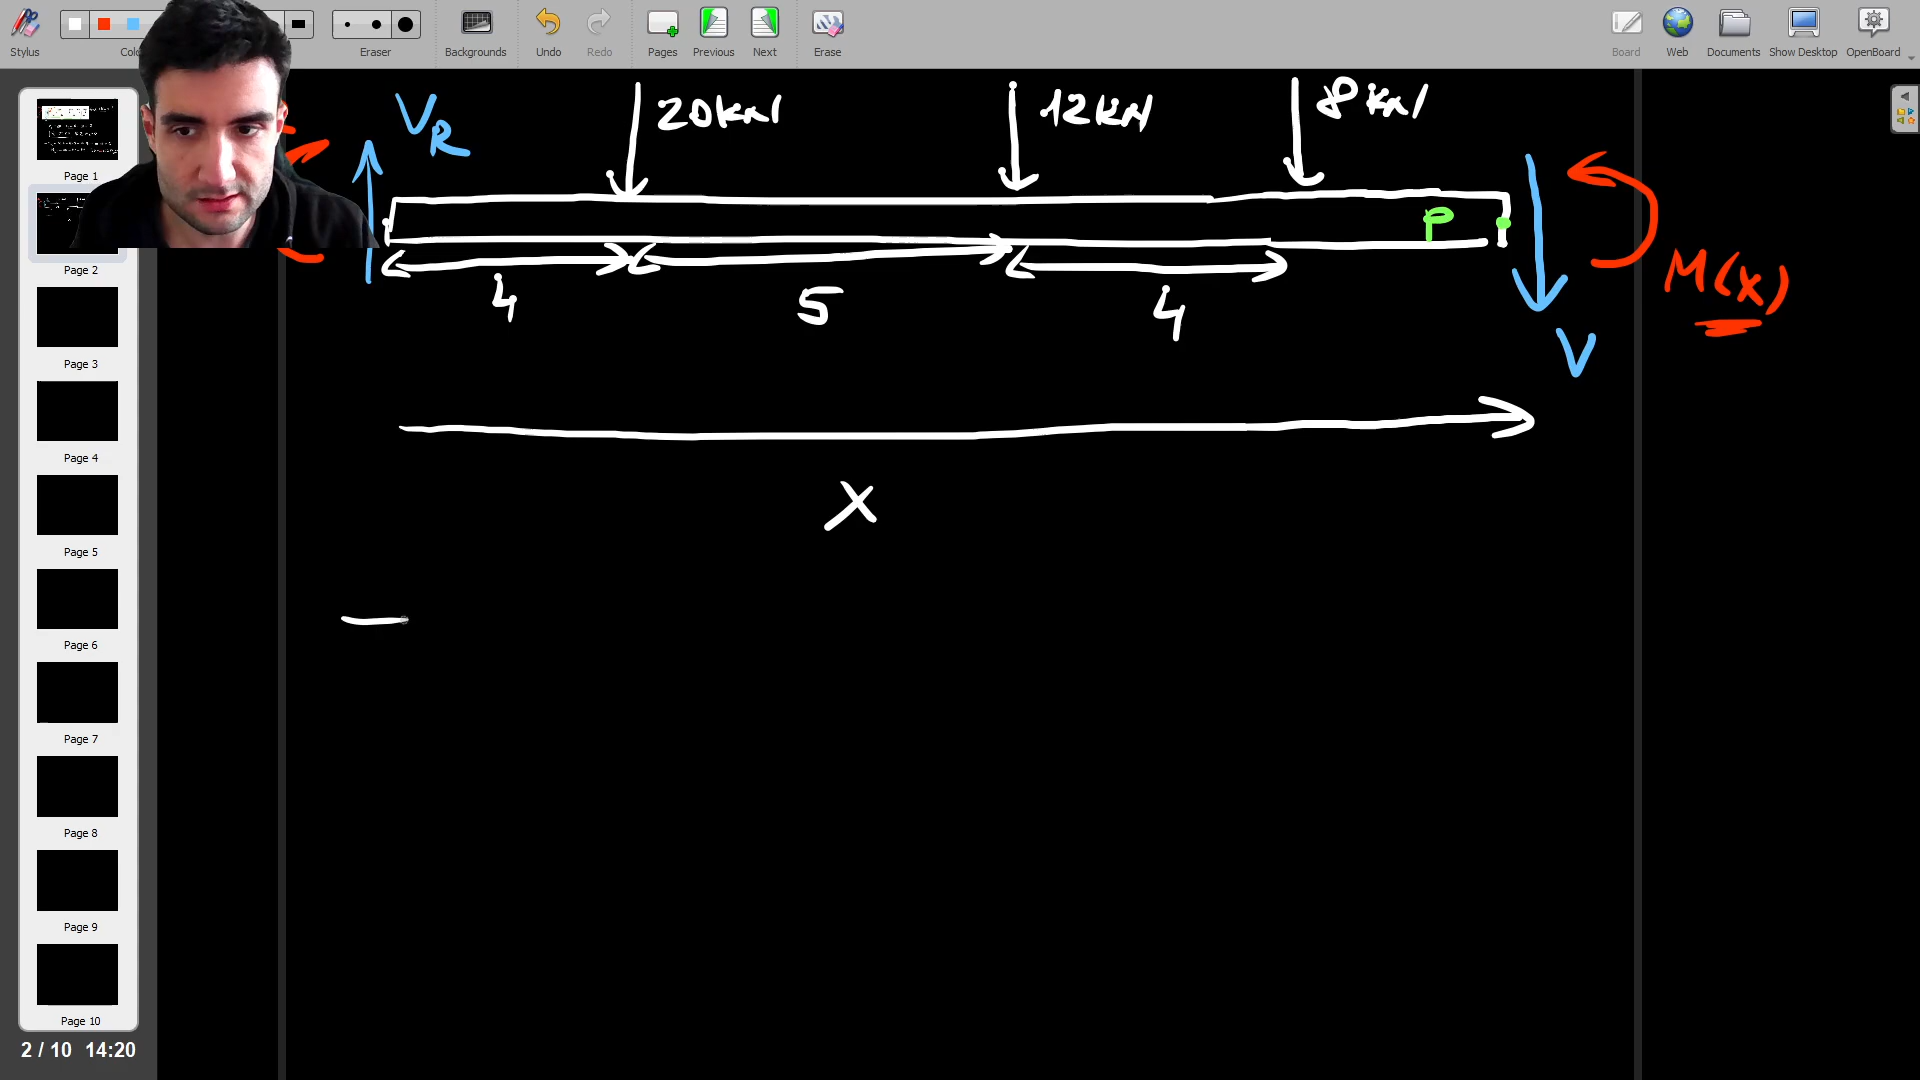 Stylus
Eraser
Backgrounds
Undo
Redo
Pages
Previous
Next
Erase
Board
Web
Documents
Show Desktop
OpenBoard
Page 1
Page 2
Page 3
Page 4
Page 5
Page 6
Page 7
Page 8
Page 9
Page 10
2 / 10 14:20
VR
20kN
12kN
8kN
P
4
5
4
M(x)
V
X